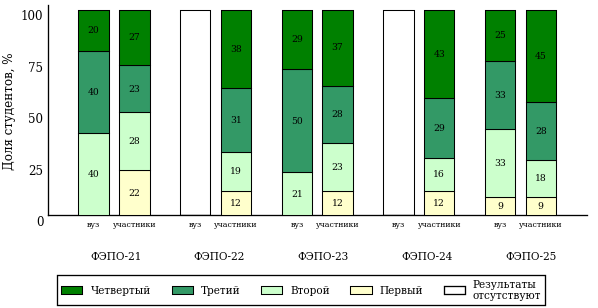 Доля студентов, %
100
75
50
25
0
20 27 38 29 37 43 25 45
40 23 31 50 28 29 33 28
40 28 19 21 23 16 33 18
22 12 12 12 9 9
вуз участники вуз участники вуз участники вуз участники вуз участники
ФЭПО-21 ФЭПО-22 ФЭПО-23 ФЭПО-24 ФЭПО-25
Четвертый Третий Второй Первый Результаты
отсутствуют